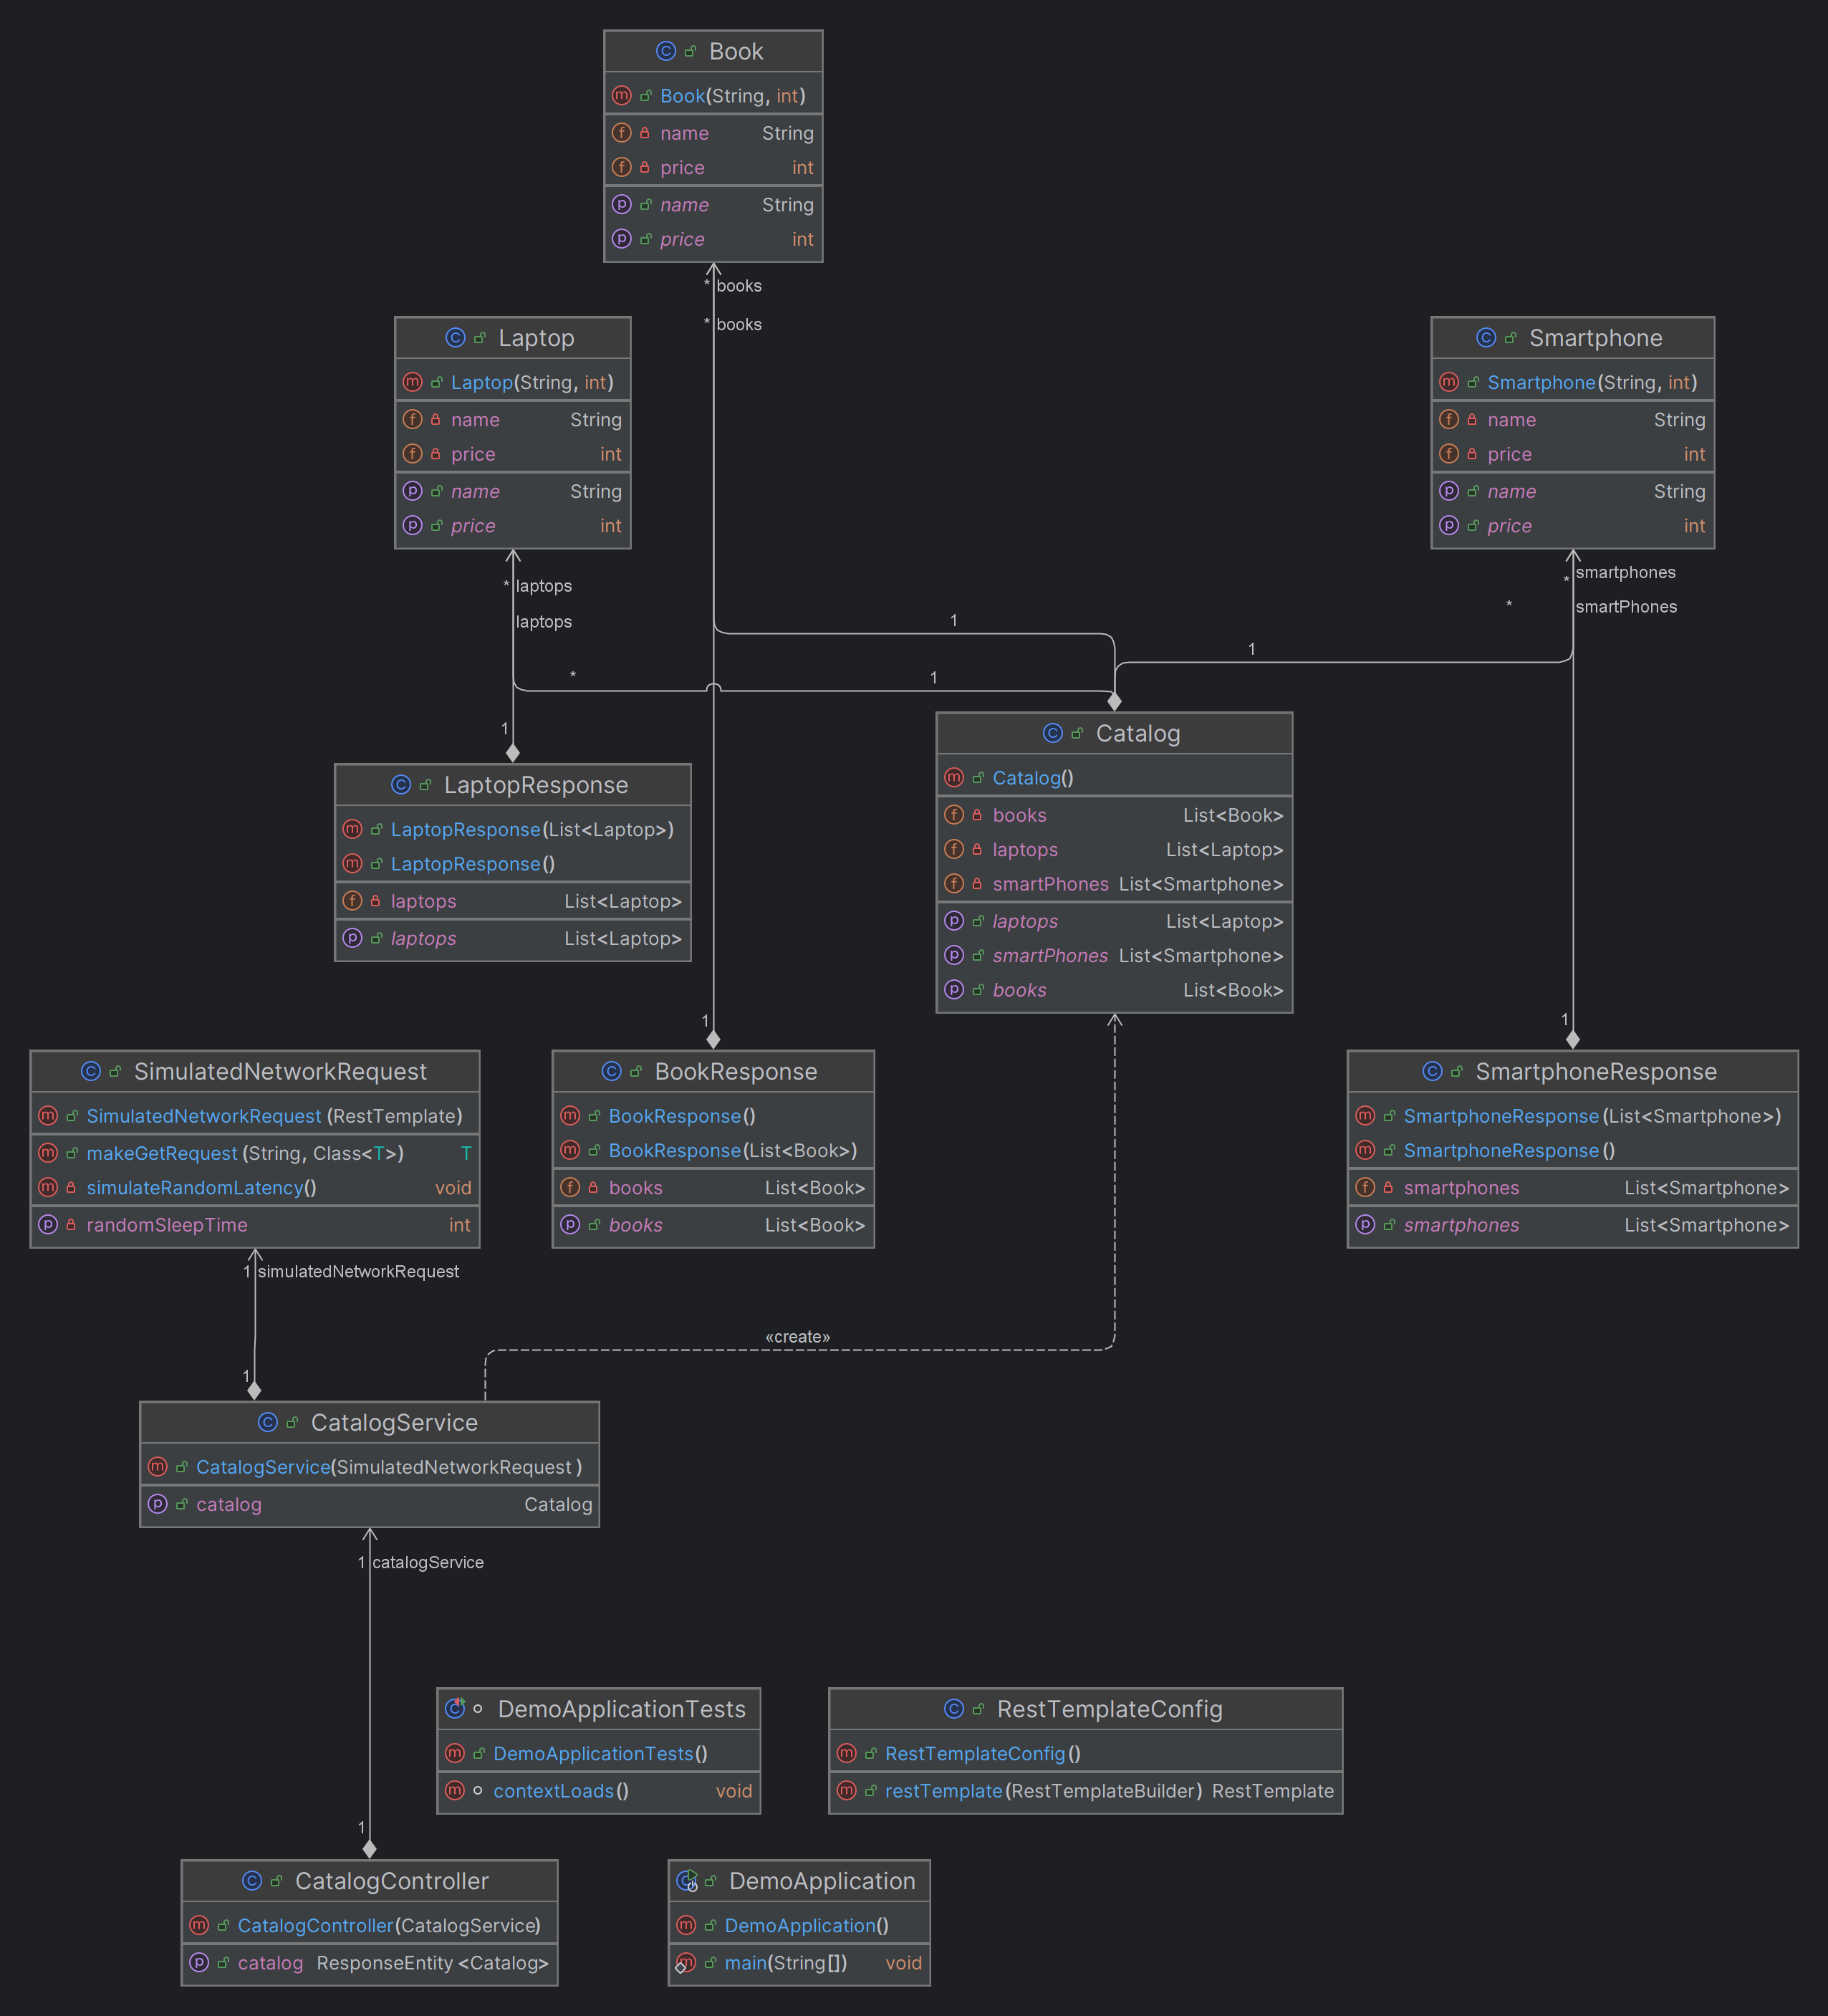 Book
Book(String, int)
name String
price int
name String
price int
* books
* books
Laptop
Laptop(String, int)
name String
price int
name String
price int
* laptops
laptops
*
1
Smartphone
Smartphone(String, int)
name String
price int
name String
price int
smartphones
*
* smartPhones
1
1
1
LaptopResponse
LaptopResponse(List<Laptop>)
LaptopResponse()
laptops List<Laptop>
laptops List<Laptop>
Catalog
Catalog()
books List<Book>
laptops List<Laptop>
smartPhones List<Smartphone>
laptops List<Laptop>
smartPhones List<Smartphone>
books List<Book>
1
1
SimulatedNetworkRequest
SimulatedNetworkRequest(RestTemplate)
makeGetRequest(String, Class<T>) T
simulateRandomLatency() void
randomSleepTime int
1 simulatedNetworkRequest
BookResponse
BookResponse()
BookResponse(List<Book>)
books List<Book>
books List<Book>
SmartphoneResponse
SmartphoneResponse(List<Smartphone>)
SmartphoneResponse()
smartphones List<Smartphone>
smartphones List<Smartphone>
«create»
1
CatalogService
CatalogService(SimulatedNetworkRequest)
catalog Catalog
1 catalogService
DemoApplicationTests
DemoApplicationTests()
contextLoads() void
RestTemplateConfig
RestTemplateConfig()
restTemplate(RestTemplateBuilder) RestTemplate
1
CatalogController
CatalogController(CatalogService)
catalog ResponseEntity<Catalog>
DemoApplication
DemoApplication()
main(String[]) void